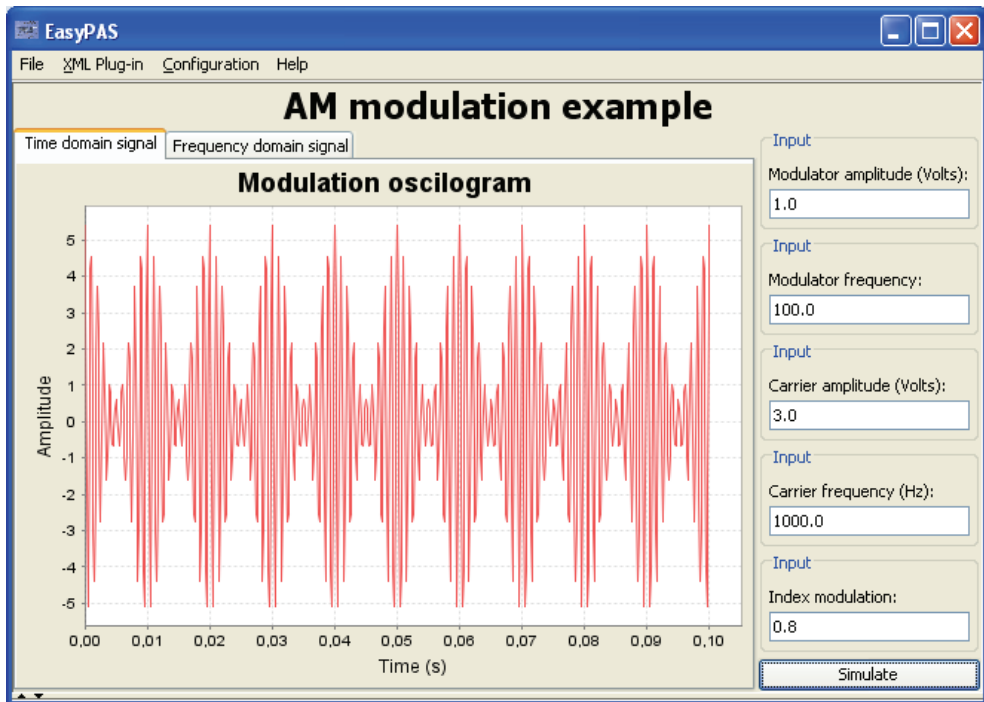 EasyPAS
File XML Plug-in Configuration Help
AM modulation example
Time domain signal Frequency domain signal
Modulation oscilogram
Amplitude
5
4
3
2
1
0
-1
-2
-3
-4
-5
0,00 0,01 0,02 0,03 0,04 0,05 0,06 0,07 0,08 0,09 0,10
Time (s)
Input
Modulator amplitude (Volts):
1.0
Input
Modulator frequency:
100.0
Input
Carrier amplitude (Volts):
3.0
Input
Carrier frequency (Hz):
1000.0
Input
Index modulation:
0.8
Simulate